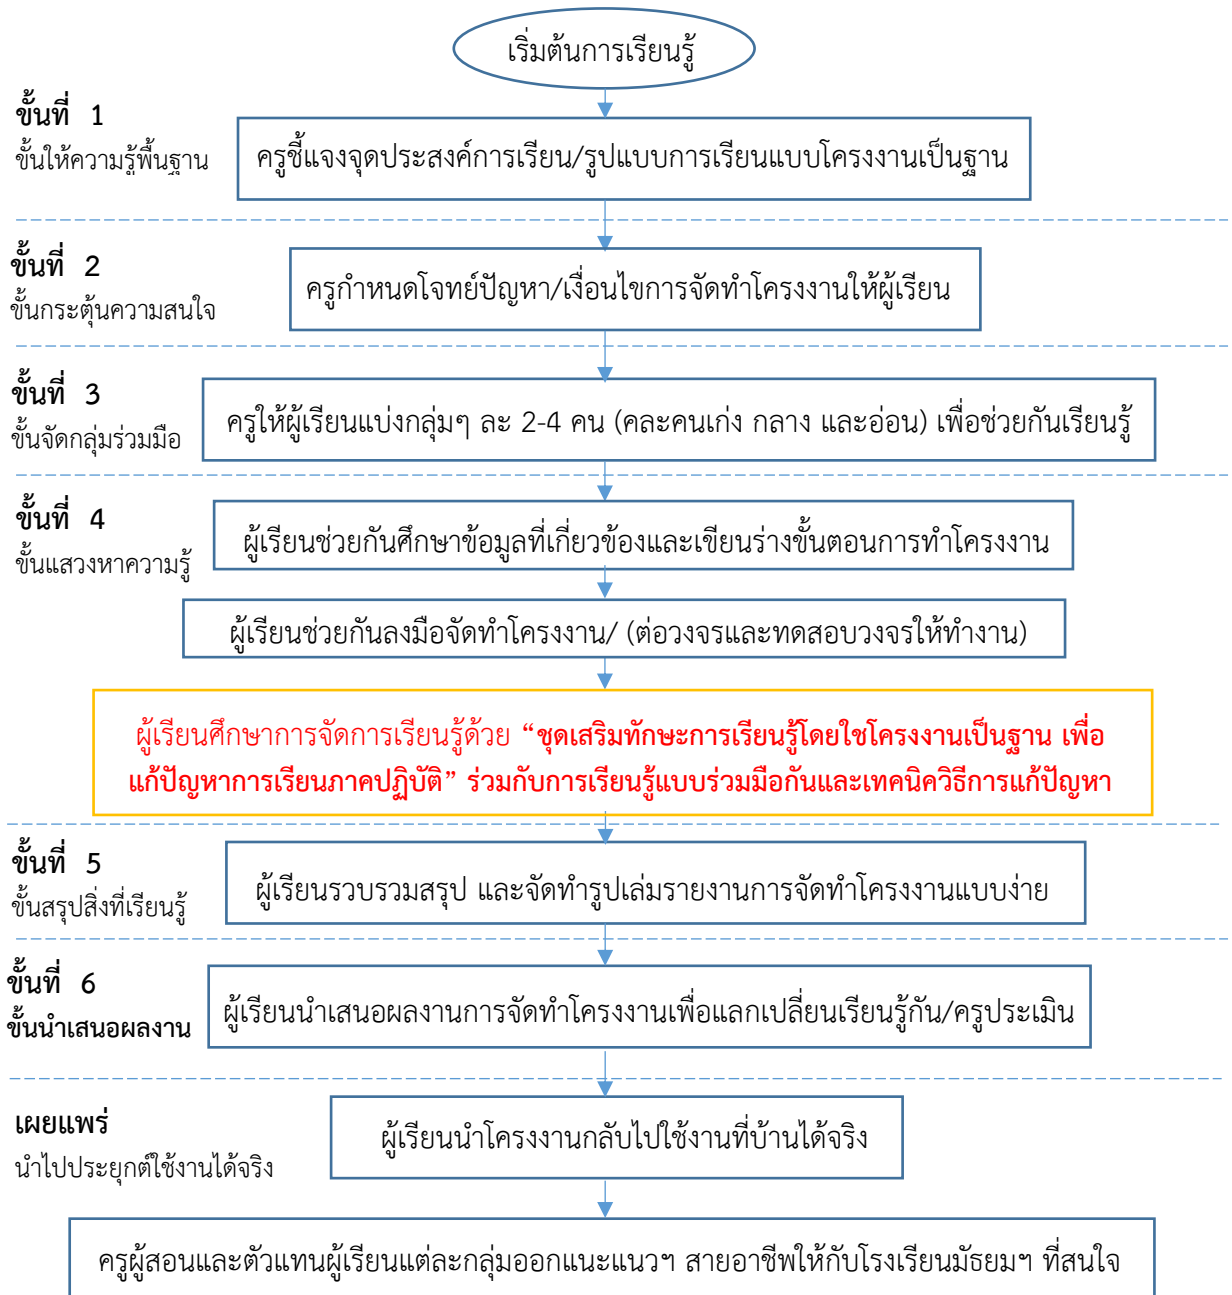 เริ่มต้นการเรียนรู้
ขั้นที่ 1
ขั้นให้ความรู้พื้นฐาน
ครูชี้แจงจุดประสงค์การเรียน/รูปแบบการเรียนแบบโครงงานเป็นฐาน
ขั้นที่ 2
ขั้นกระตุ้นความสนใจ
ครูกำหนดโจทย์ปัญหา/เงื่อนไขการจัดทำโครงงานให้ผู้เรียน
ขั้นที่ 3
ขั้นจัดกลุ่มร่วมมือ
ครูให้ผู้เรียนแบ่งกลุ่มๆ ละ 2-4 คน (คละคนเก่ง กลาง และอ่อน) เพื่อช่วยกันเรียนรู้
ขั้นที่ 4
ขั้นแสวงหาความรู้
ผู้เรียนช่วยกันศึกษาข้อมูลที่เกี่ยวข้องและเขียนร่างขั้นตอนการทำโครงงาน
ผู้เรียนช่วยกันลงมือจัดทำโครงงาน/ (ต่อวงจรและทดสอบวงจรให้ทำงาน)
ผู้เรียนศึกษาการจัดการเรียนรู้ด้วย “ชุดเสริมทักษะการเรียนรู้โดยใชโครงงานเป็นฐาน เพื่อ
แก้ปัญหาการเรียนภาคปฏิบัติ” ร่วมกับการเรียนรู้แบบร่วมมือกันและเทคนิควิธีการแก้ปัญหา
ขั้นที่ 5
ขั้นสรุปสิ่งที่เรียนรู้
ผู้เรียนรวบรวมสรุป และจัดทำรูปเล่มรายงานการจัดทำโครงงานแบบง่าย
ขั้นที่ 6
ขั้นนำเสนอผลงาน
ผู้เรียนนำเสนอผลงานการจัดทำโครงงานเพื่อแลกเปลี่ยนเรียนรู้กัน/ครูประเมิน
เผยแพร่
นำไปประยุกต์ใช้งานได้จริง
ผู้เรียนนำโครงงานกลับไปใช้งานที่บ้านได้จริง
ครูผู้สอนและตัวแทนผู้เรียนแต่ละกลุ่มออกแนะแนวฯ สายอาชีพให้กับโรงเรียนมัธยมฯ ที่สนใจ